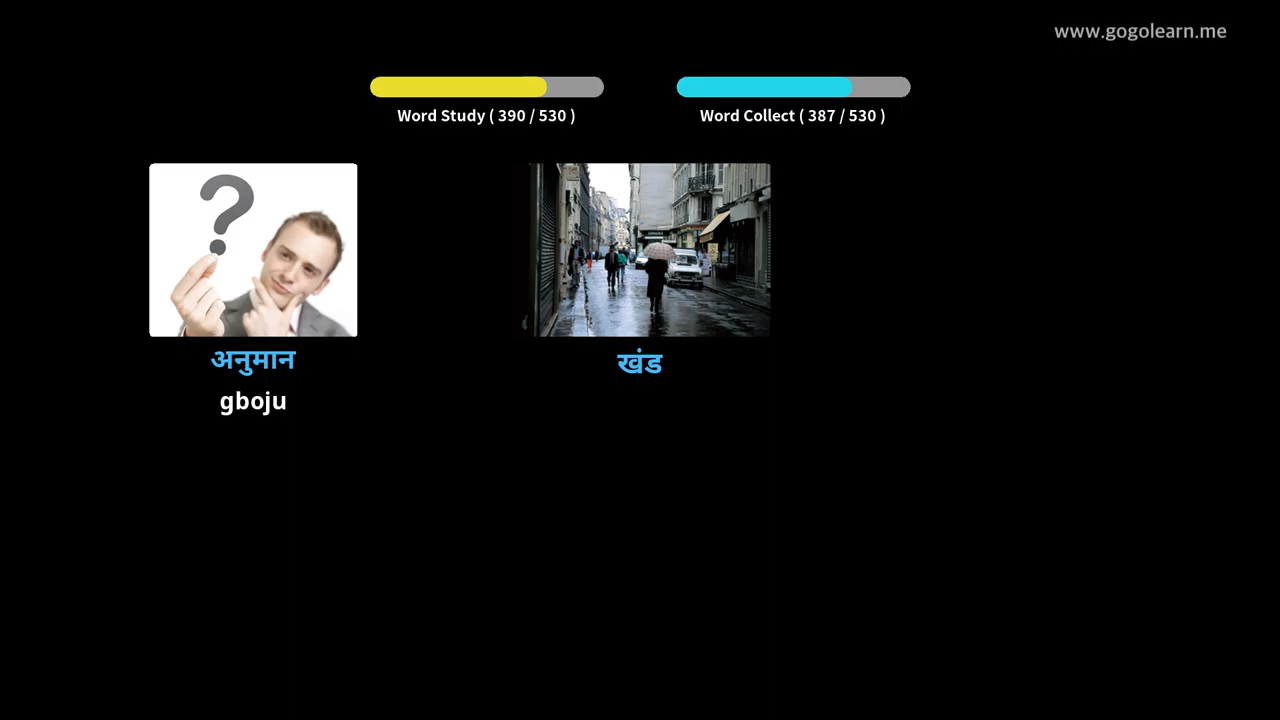 www.gogolearn.me
Word Study ( 390 / 530 )
Word Collect ( 387 / 530 )
?
अनुमान
खंड
gboju